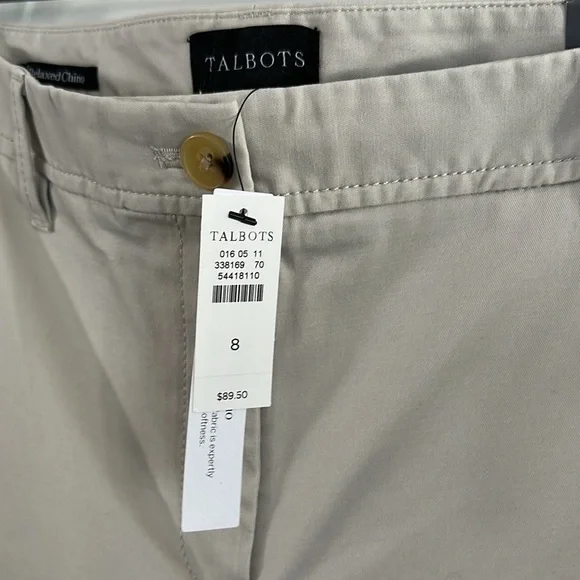 TALBOTS
Relaxed Chino
TALBOTS
016 05 11
338169 70
54418110
8
$89.50
fabric is expertly
softness.